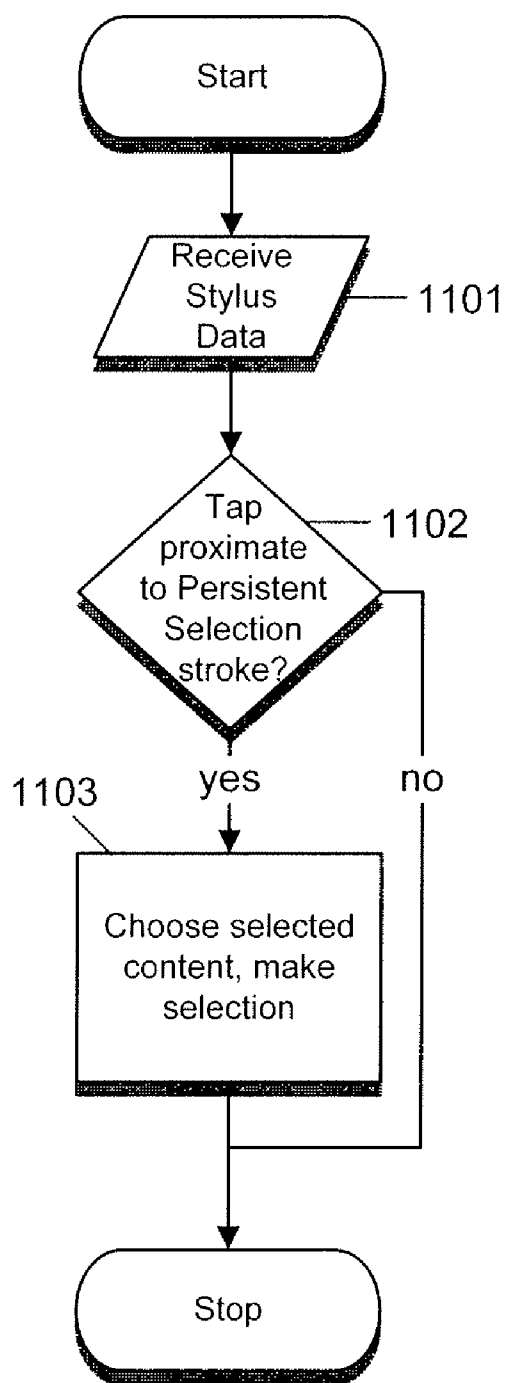 Start
Receive
Stylus
Data
1101
Tap
proximate
to Persistent
Selection
stroke?
1102
yes
no
1103
Choose selected
content, make
selection
Stop